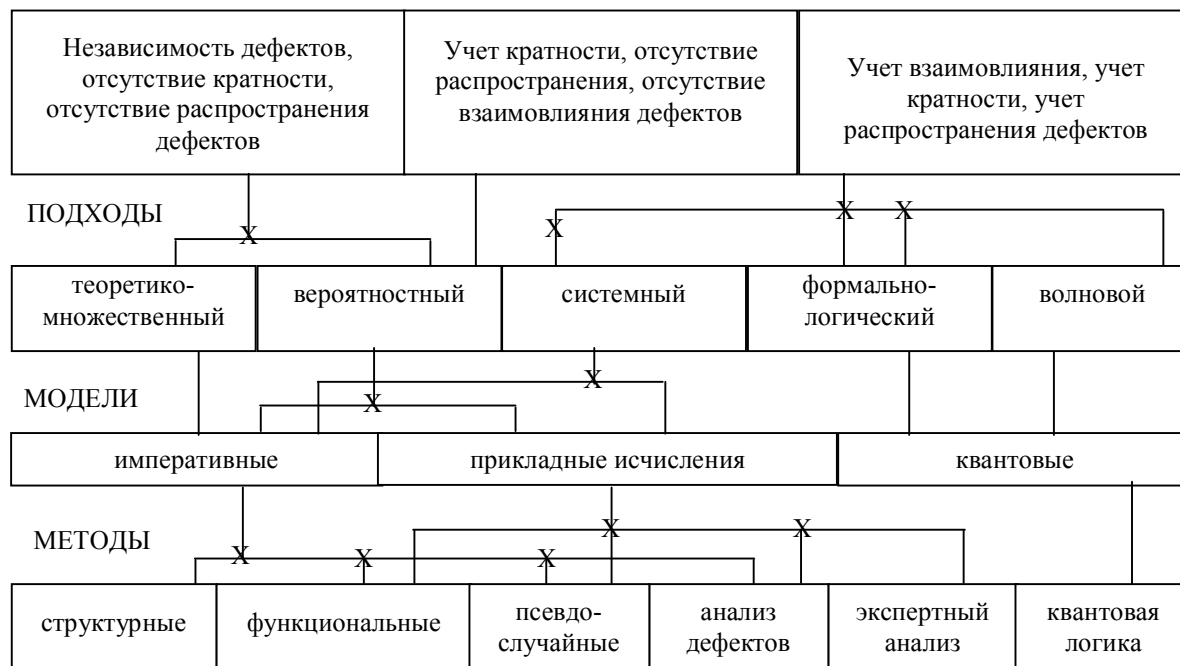 Независимость дефектов,
отсутствие кратности,
отсутствие распространения
дефектов
Учет кратности, отсутствие
распространения, отсутствие
взаимовлияния дефектов
Учет взаимовлияния, учет
кратности, учет
распространения дефектов
ПОДХОДЫ
X
X
X
X
теоретико-
множественный
вероятностный
системный
формально-
логический
волновой
МОДЕЛИ
X
X
императивные
прикладные исчисления
квантовые
МЕТОДЫ
X
X
X
X
X
структурные
функциональные
псевдо-
случайные
анализ
дефектов
экспертный
анализ
квантовая
логика